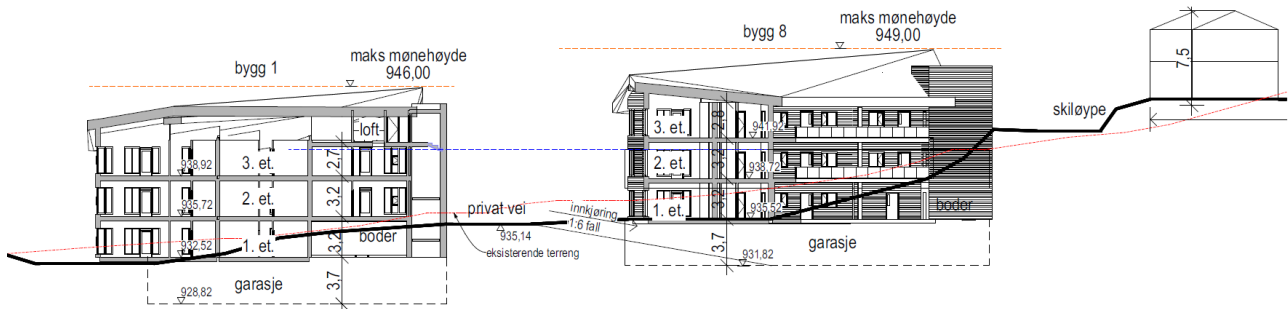 bygg 1
maks mønehøyde
946,00
bygg 8
maks mønehøyde
949,00
7,5
skiløype
loft
3. et.
2,7
938,92
2. et.
3,2
935,72
1. et.
3,2
932,52
boder
garasje
3,7
928,82
privat vei
935,14
eksisterende terreng
innkjøring
1:6 fall
3. et.
2,8
941,92
2. et.
3,2
938,72
1. et.
3,2
935,52
boder
garasje
3,7
931,82